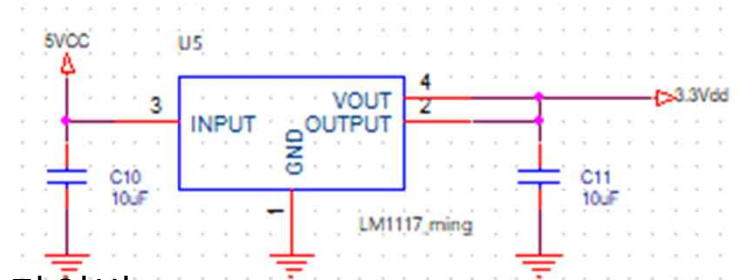 5VCC
U5
3
INPUT
GND
1
VOUT
OUTPUT
4
2
3.3Vdd
C10
10uF
C11
10uF
LM1117_ming